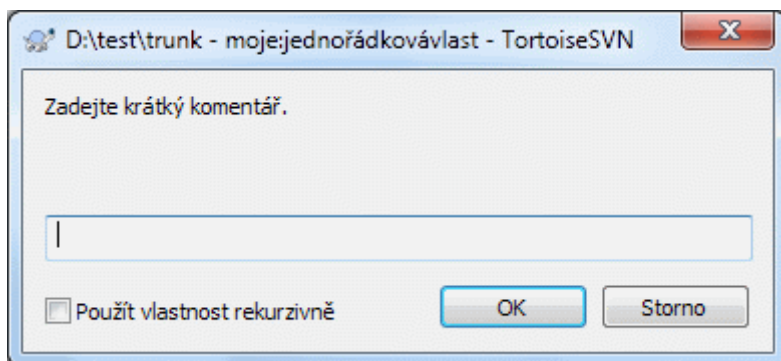 D:\test\trunk - moje:jednořádkovávlast - TortoiseSVN
Zadejte krátký komentář.
Použít vlastnost rekurzivně
OK
Storno